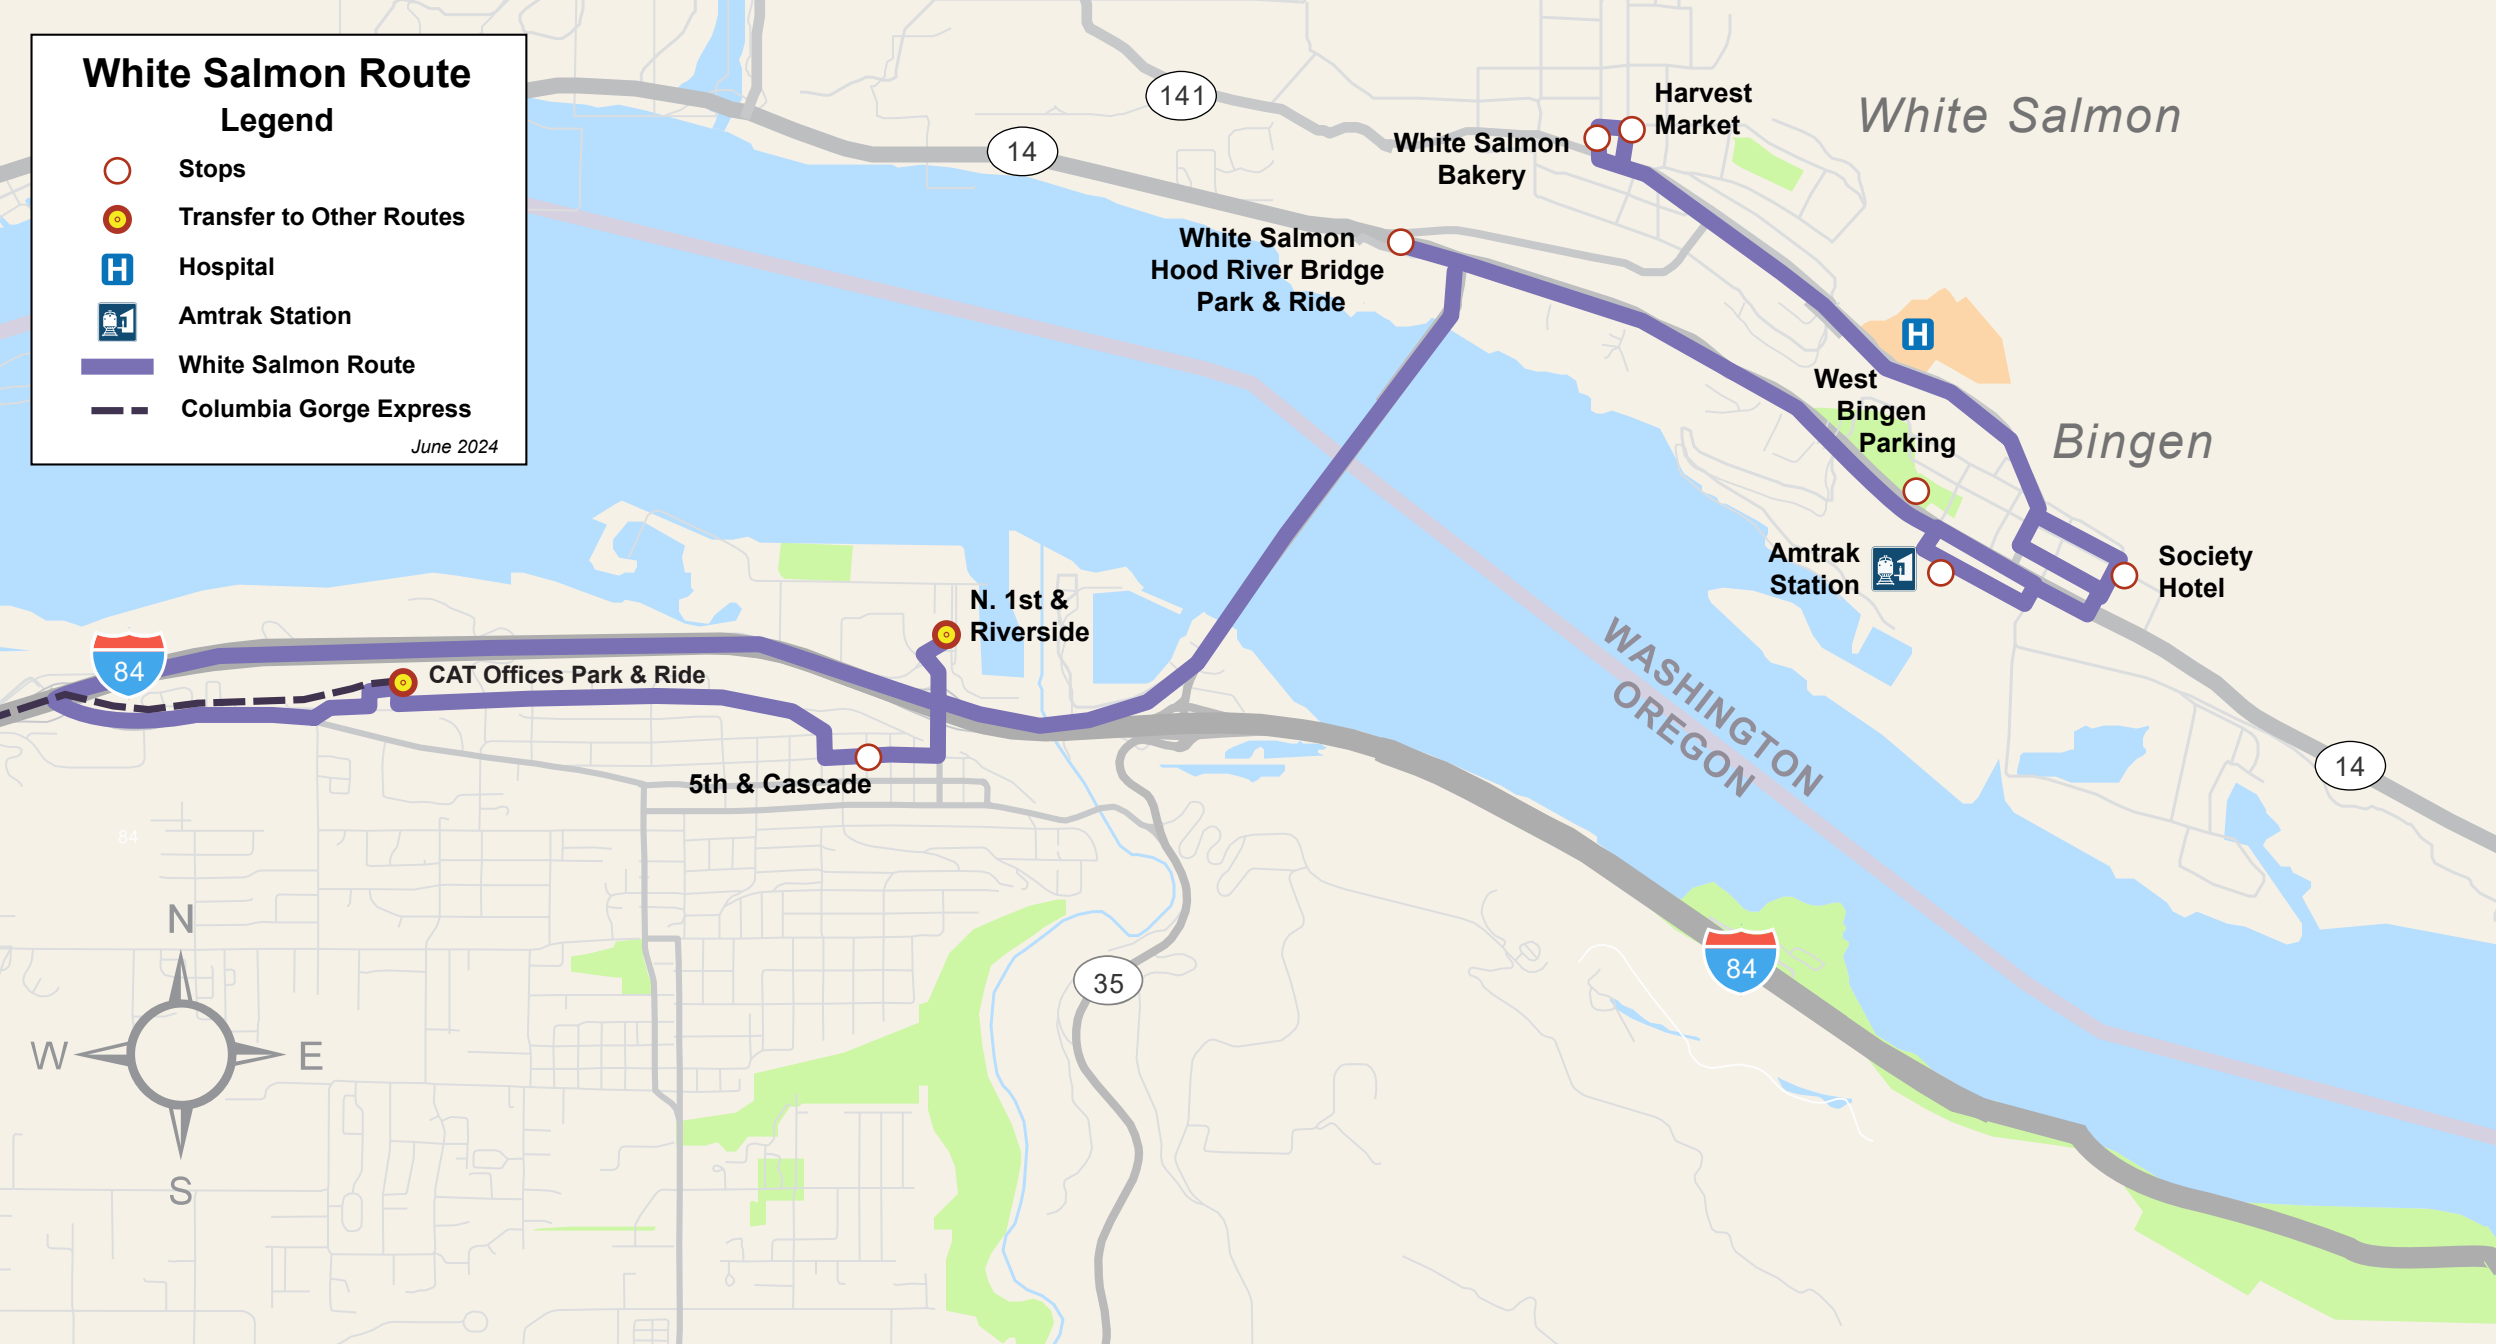 White Salmon Route
Legend
Stops
Transfer to Other Routes
Hospital
Amtrak Station
White Salmon Route
Columbia Gorge Express
June 2024
141
14
Harvest
Market
White Salmon
White Salmon
Bakery
White Salmon
Hood River Bridge
Park & Ride
H
West
Bingen
Parking
Bingen
Amtrak
Station
Society
Hotel
N. 1st &
Riverside
84
CAT Offices Park & Ride
5th & Cascade
WASHINGTON
OREGON
14
84
84
35
N
W
E
S